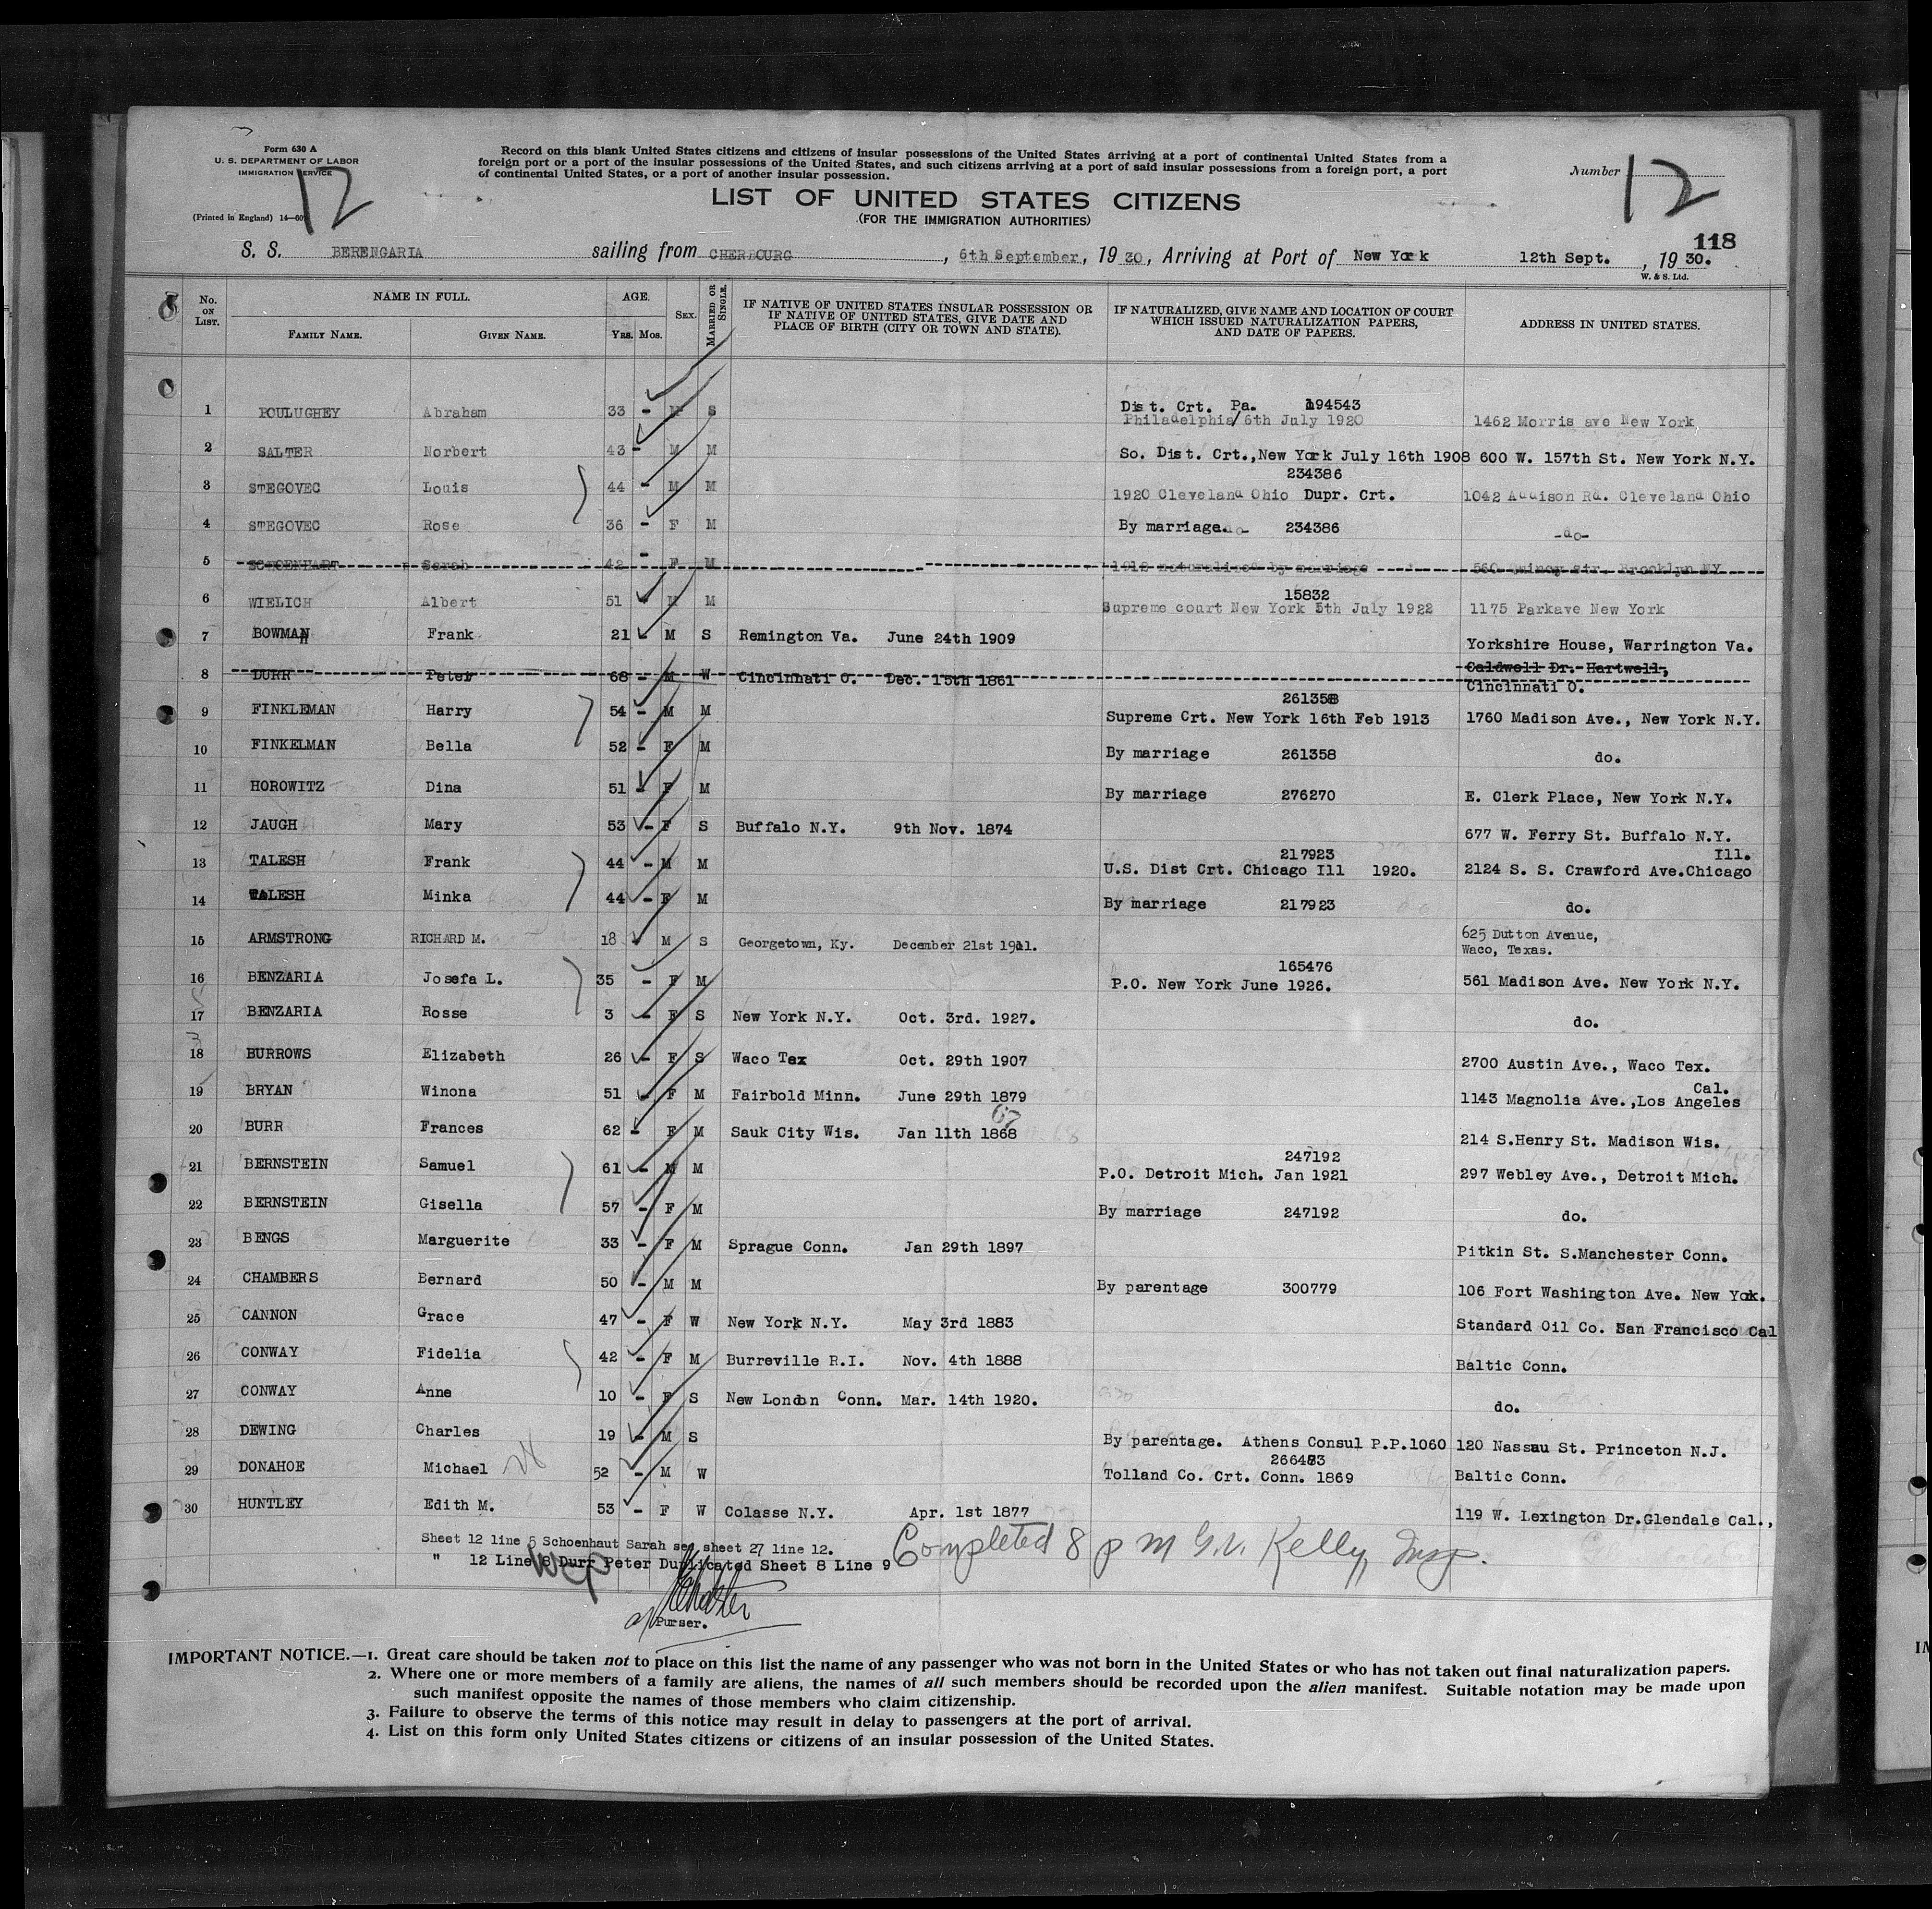 Form 630 A
U. S. DEPARTMENT OF LABOR
IMMIGRATION SERVICE
(Printed in England) 14—60
12
Record on this blank United States citizens and citizens of insular possessions of the United States arriving at a port of continental United States from a
foreign port or a port of the insular possessions of the United States, and such citizens arriving at a port of said insular possessions from a foreign port, a port
of continental United States, or a port of another insular possession.
Number 12
LIST OF UNITED STATES CITIZENS
(FOR THE IMMIGRATION AUTHORITIES)
118
S. S. BERENGARIA sailing from CHERBOURG, 6th September, 19 30, Arriving at Port of New York 12th Sept., 19 30.
W. & S. Ltd.
No. ON LIST. NAME IN FULL. FAMILY NAME. GIVEN NAME. AGE. Yrs. Mos. SEX. MARRIED OR SINGLE. IF NATIVE OF UNITED STATES INSULAR POSSESSION OR IF NATIVE OF UNITED STATES, GIVE DATE AND PLACE OF BIRTH (CITY OR TOWN AND STATE). IF NATURALIZED, GIVE NAME AND LOCATION OF COURT WHICH ISSUED NATURALIZATION PAPERS, AND DATE OF PAPERS. ADDRESS IN UNITED STATES.
Dist. Crt. Pa. 194543
1 POULUGHEY Abraham 33 - M S Philadelphia/6th July 1920 1462 Morris ave New York
2 SALTER Norbert 43 - M M So. Dist. Crt.,New York July 16th 1908 600 W. 157th St. New York N.Y.
234386
3 STEGOVEC Louis 44 - M M 1920 Cleveland Ohio Dupr. Crt. 1042 Addison Rd. Cleveland Ohio
4 STEGOVEC Rose 36 - F M By marriage. 234386 -do-
5 SCHOENHART Sarah 42 - F M 1912 naturalized by marriage 560 Quincy str. Brooklyn NY
15832
6 WIELICH Albert 51 - M M Supreme court New York 5th July 1922 1175 Parkave New York
7 BOWMAN Frank 21 - M S Remington Va. June 24th 1909 Yorkshire House, Warrington Va.
Caldwell Dr. Hartwell,
8 DURR Peter 68 - M W Cincinnati O. Dec. 15th 1861 Cincinnati O.
261358
9 FINKLEMAN Harry 54 - M M Supreme Crt. New York 16th Feb 1913 1760 Madison Ave., New York N.Y.
10 FINKELMAN Bella 52 - F M By marriage 261358 do.
11 HOROWITZ Dina 51 - F M By marriage 276270 E. Clerk Place, New York N.Y.
12 JAUGH Mary 53 - F S Buffalo N.Y. 9th Nov. 1874 677 W. Ferry St. Buffalo N.Y.
217923 Ill.
13 TALESH Frank 44 - M M U.S. Dist Crt. Chicago Ill 1920. 2124 S. S. Crawford Ave.Chicago
14 TALESH Minka 44 - F M By marriage 217923 do.
15 ARMSTRONG RICHARD M. 18 - M S Georgetown, Ky. December 21st 1911. 625 Dutton Avenue,
Waco, Texas.
165476
16 BENZARIA Josefa L. 35 - F M P.O. New York June 1926. 561 Madison Ave. New York N.Y.
17 BENZARIA Rosse 3 - F S New York N.Y. Oct. 3rd. 1927. do.
18 BURROWS Elizabeth 26 - F S Waco Tex Oct. 29th 1907 2700 Austin Ave., Waco Tex.
Cal.
19 BRYAN Winona 51 - F M Fairbold Minn. June 29th 1879 1143 Magnolia Ave.,Los Angeles
67
20 BURR Frances 62 - F M Sauk City Wis. Jan 11th 1868 214 S.Henry St. Madison Wis.
247192
21 BERNSTEIN Samuel 61 - M M P.O. Detroit Mich. Jan 1921 297 Webley Ave., Detroit Mich.
22 BERNSTEIN Gisella 57 - F M By marriage 247192 do.
23 BENGS Marguerite 33 - F M Sprague Conn. Jan 29th 1897 Pitkin St. S.Manchester Conn.
24 CHAMBERS Bernard 50 - M M By parentage 300779 106 Fort Washington Ave. New York.
25 CANNON Grace 47 - F W New York N.Y. May 3rd 1883 Standard Oil Co. San Francisco Cal
26 CONWAY Fidelia 42 - F M Burreville R.I. Nov. 4th 1888 Baltic Conn.
27 CONWAY Anne 10 - F S New London Conn. Mar. 14th 1920. do.
28 DEWING Charles 19 - M S By parentage. Athens Consul P.P.1060 120 Nassau St. Princeton N.J.
266483
29 DONAHOE Michael 52 - M W Tolland Co. Crt. Conn. 1869 Baltic Conn.
30 HUNTLEY Edith M. 53 - F W Colasse N.Y. Apr. 1st 1877 119 W. Lexington Dr.Glendale Cal.,
Sheet 12 line 5 Schoenhaut Sarah see sheet 27 line 12.
" 12 Line 8 Durr Peter Duplicated Sheet 8 Line 9
Completed 8 p M G.V. Kelly, Insp.
Purser.
IMPORTANT NOTICE.—1. Great care should be taken not to place on this list the name of any passenger who was not born in the United States or who has not taken out final naturalization papers.
2. Where one or more members of a family are aliens, the names of all such members should be recorded upon the alien manifest. Suitable notation may be made upon
such manifest opposite the names of those members who claim citizenship.
3. Failure to observe the terms of this notice may result in delay to passengers at the port of arrival.
4. List on this form only United States citizens or citizens of an insular possession of the United States.